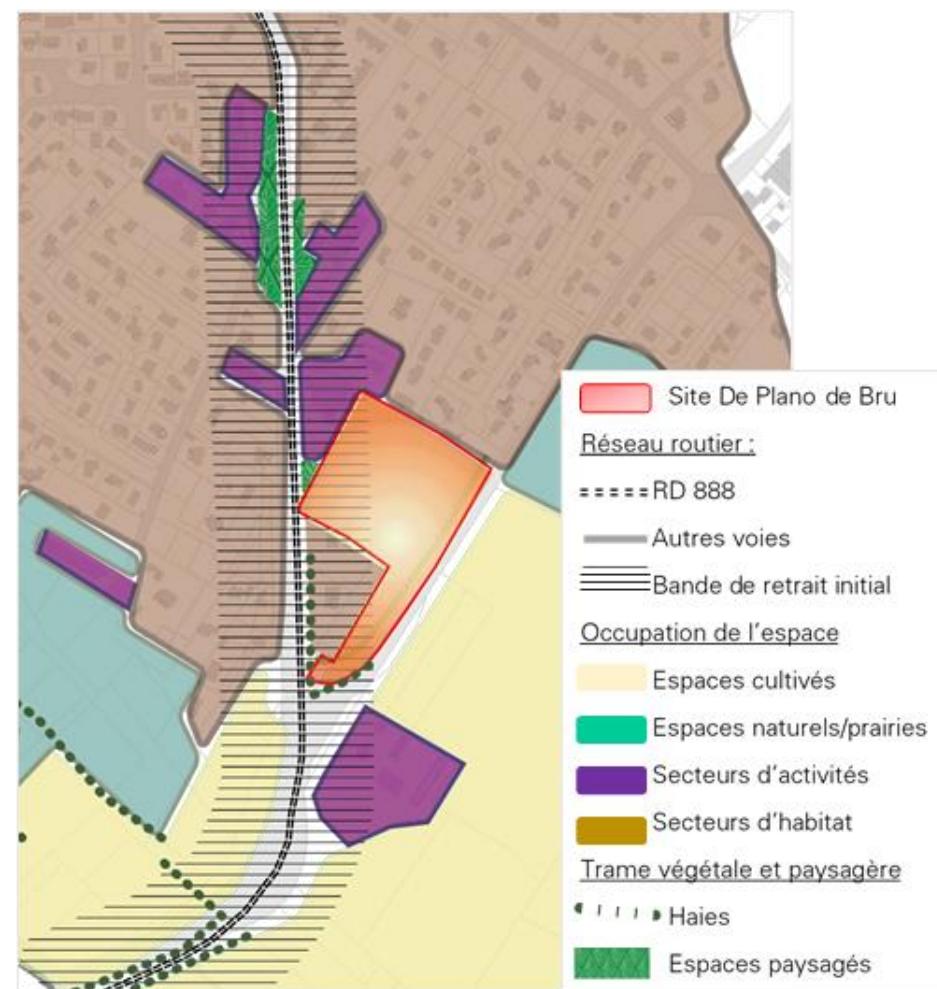 Site De Plano de Bru
Réseau routier :
RD 888
Autres voies
Bande de retrait initial
Occupation de l'espace
Espaces cultivés
Espaces naturels/prairies
Secteurs d'activités
Secteurs d'habitat
Trame végétale et paysagère
Haies
Espaces paysagés